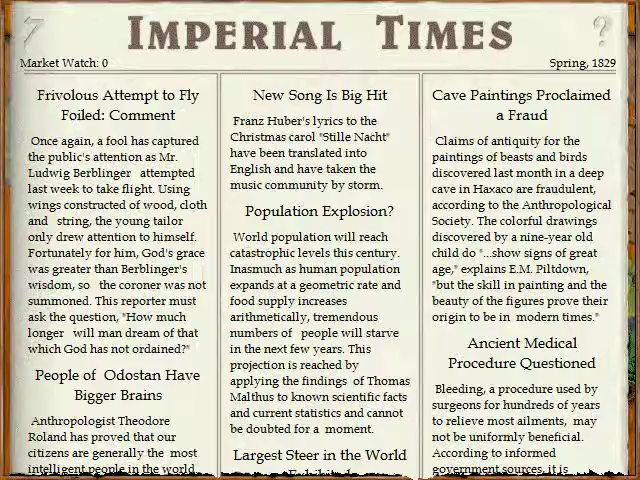 IMPERIAL TIMES
Market Watch: 0
Spring, 1829
Frivolous Attempt to Fly
Foiled: Comment
Once again, a fool has captured
the public's attention as Mr.
Ludwig Berblinger attempted
last week to take flight. Using
wings constructed of wood, cloth
and string, the young tailor
only drew attention to himself.
Fortunately for him, God's grace
was greater than Berblinger's
wisdom, so the coroner was not
summoned. This reporter must
ask the question, "How much
longer will man dream of that
which God has not ordained?"
People of Odostan Have
Bigger Brains
Anthropologist Theodore
Roland has proved that our
citizens are generally the most
intelligent people in the world.
New Song Is Big Hit
Franz Huber's lyrics to the
Christmas carol "Stille Nacht"
have been translated into
English and have taken the
music community by storm.
Population Explosion?
World population will reach
catastrophic levels this century.
Inasmuch as human population
expands at a geometric rate and
food supply increases
arithmetically, tremendous
numbers of people will starve
in the next few years. This
projection is reached by
applying the findings of Thomas
Malthus to known scientific facts
and current statistics and cannot
be doubted for a moment.
Largest Steer in the World
Cave Paintings Proclaimed
a Fraud
Claims of antiquity for the
paintings of beasts and birds
discovered last month in a deep
cave in Haxaco are fraudulent,
according to the Anthropological
Society. The colorful drawings
discovered by a nine-year old
child do "...show signs of great
age," explains E.M. Piltdown,
"but the skill in painting and the
beauty of the figures prove their
origin to be in modern times."
Ancient Medical
Procedure Questioned
Bleeding, a procedure used by
surgeons for hundreds of years
to relieve most ailments, may
not be uniformly beneficial.
According to informed
government sources, it is